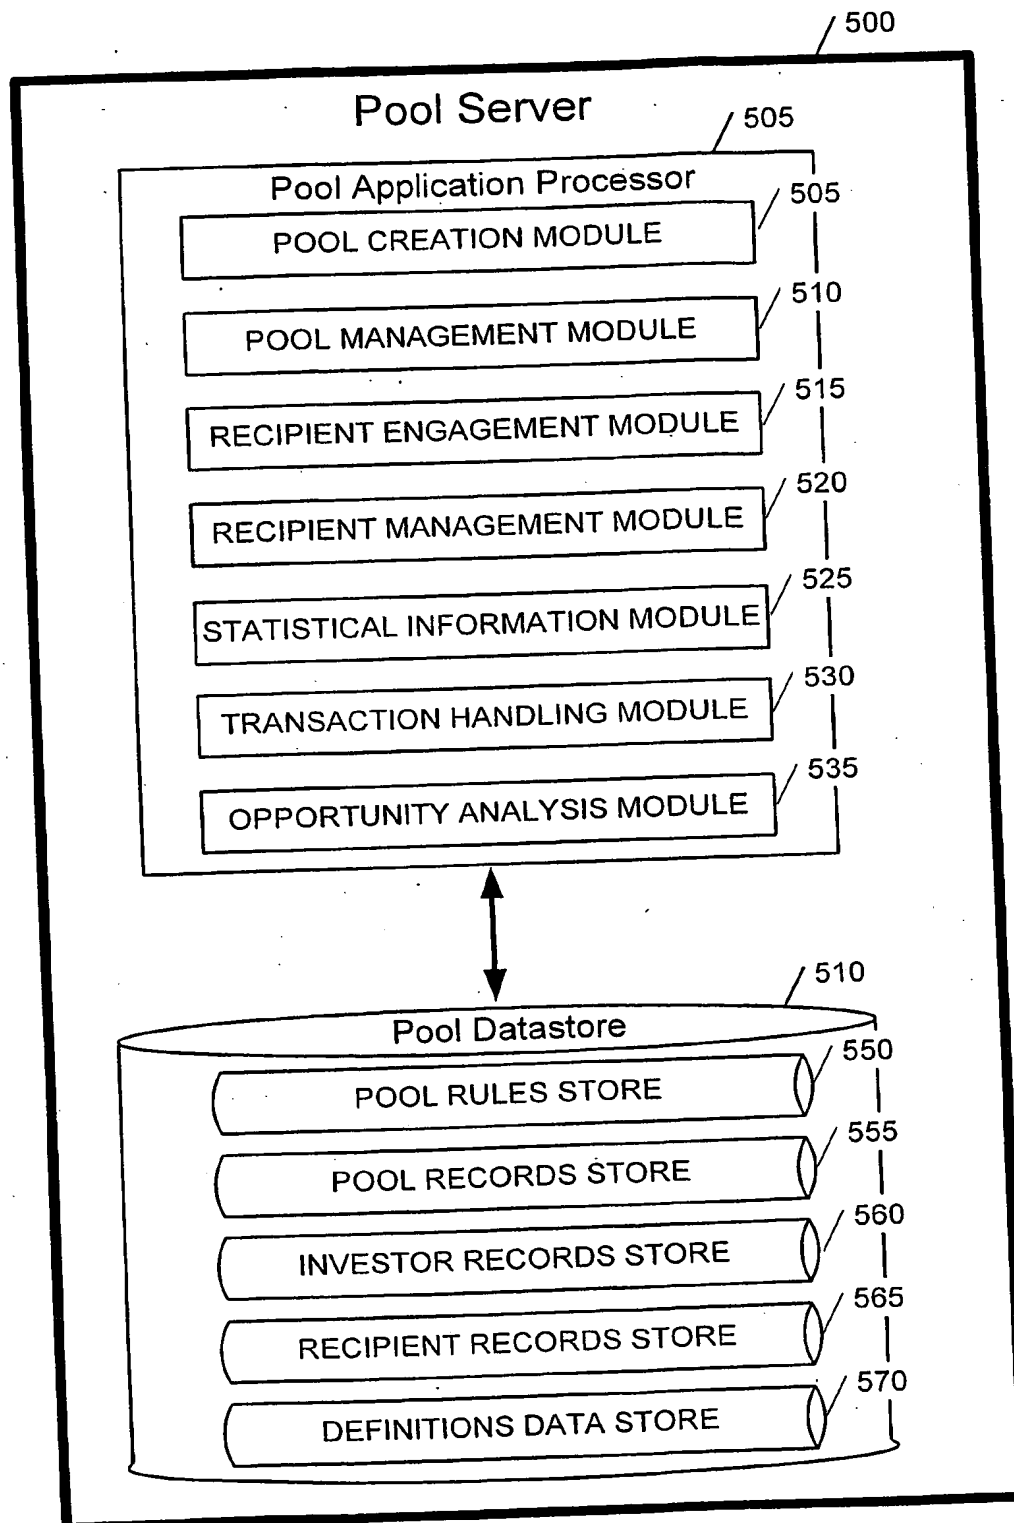 500
Pool Server
505
Pool Application Processor
505
POOL CREATION MODULE
510
POOL MANAGEMENT MODULE
515
RECIPIENT ENGAGEMENT MODULE
520
RECIPIENT MANAGEMENT MODULE
525
STATISTICAL INFORMATION MODULE
530
TRANSACTION HANDLING MODULE
535
OPPORTUNITY ANALYSIS MODULE
510
Pool Datastore
550
POOL RULES STORE
555
POOL RECORDS STORE
560
INVESTOR RECORDS STORE
565
RECIPIENT RECORDS STORE
570
DEFINITIONS DATA STORE